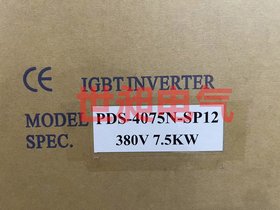 CE IGBT INVERTER
MODEL PDS-4075N-SP12
世和电气
SPEC. 380V 7.5KW